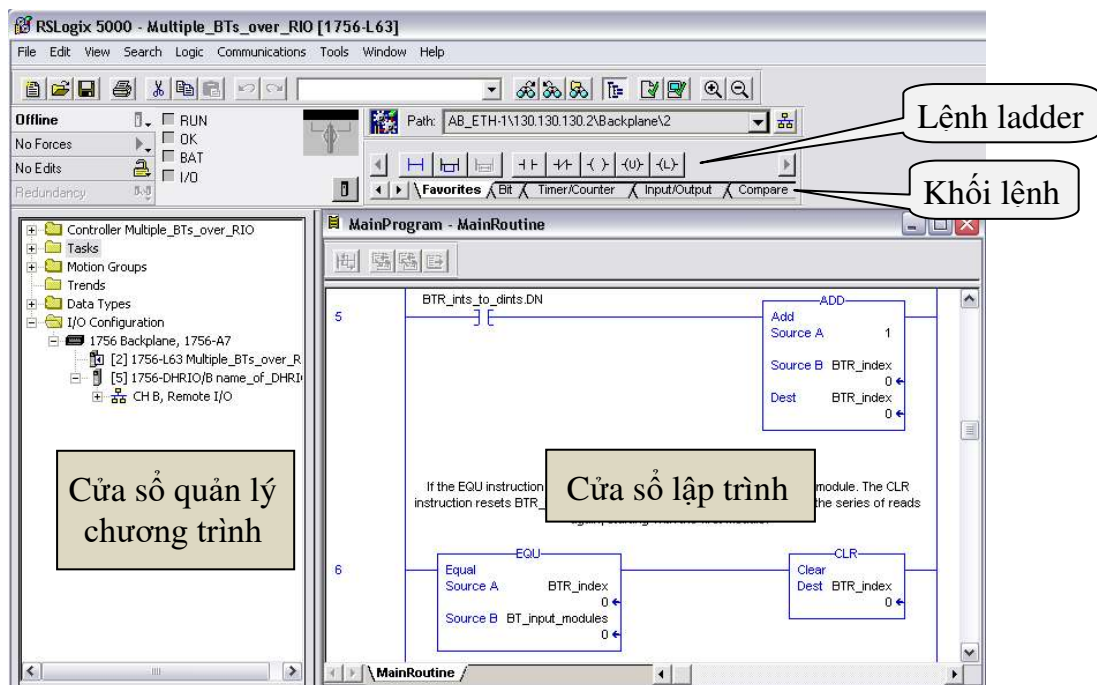 RSLogix 5000 - Multiple_BTs_over_RIO [1756-L63]
File Edit View Search Logic Communications Tools Window Help
Offline
RUN
No Forces
OK
No Edits
BAT
Redundancy
I/O
Path: AB_ETH-1\130.130.130.2\Backplane\2
Favorites Bit Timer/Counter Input/Output Compare
Lệnh ladder
Khối lệnh
Controller Multiple_BTs_over_RIO
Tasks
Motion Groups
Trends
Data Types
I/O Configuration
1756 Backplane, 1756-A7
[2] 1756-L63 Multiple_BTs_over_R
[5] 1756-DHRIO/B name_of_DHRI
CH B, Remote I/O
Cửa sổ quản lý
chương trình
MainProgram - MainRoutine
5
BTR_ints_to_dints.DN
ADD
Add
Source A 1
Source B BTR_index
0
Dest BTR_index
0
If the EQU instruction module. The CLR
instruction resets BTR_ the series of reads
Cửa sổ lập trình
6
EQU
Equal
Source A BTR_index
0
Source B BT_input_modules
0
CLR
Clear
Dest BTR_index
0
MainRoutine